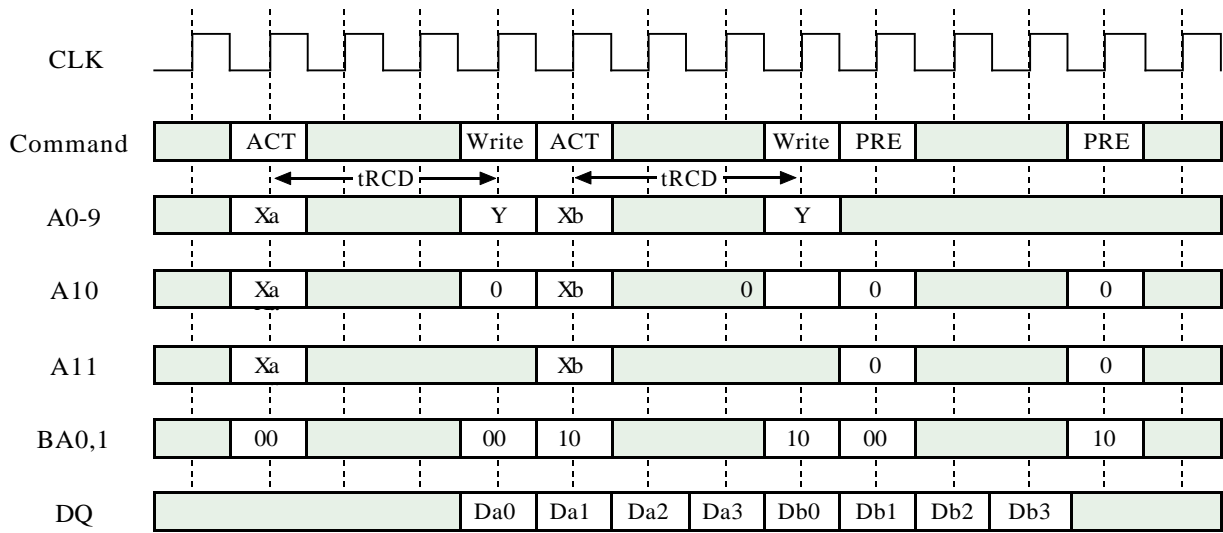 CLK
Command ACT Write ACT Write PRE PRE
tRCD tRCD
A0-9 Xa Y Xb Y
A10 Xa 0 Xb 0 0 0
A11 Xa Xb 0 0
BA0,1 00 00 10 10 00 10
DQ Da0 Da1 Da2 Da3 Db0 Db1 Db2 Db3